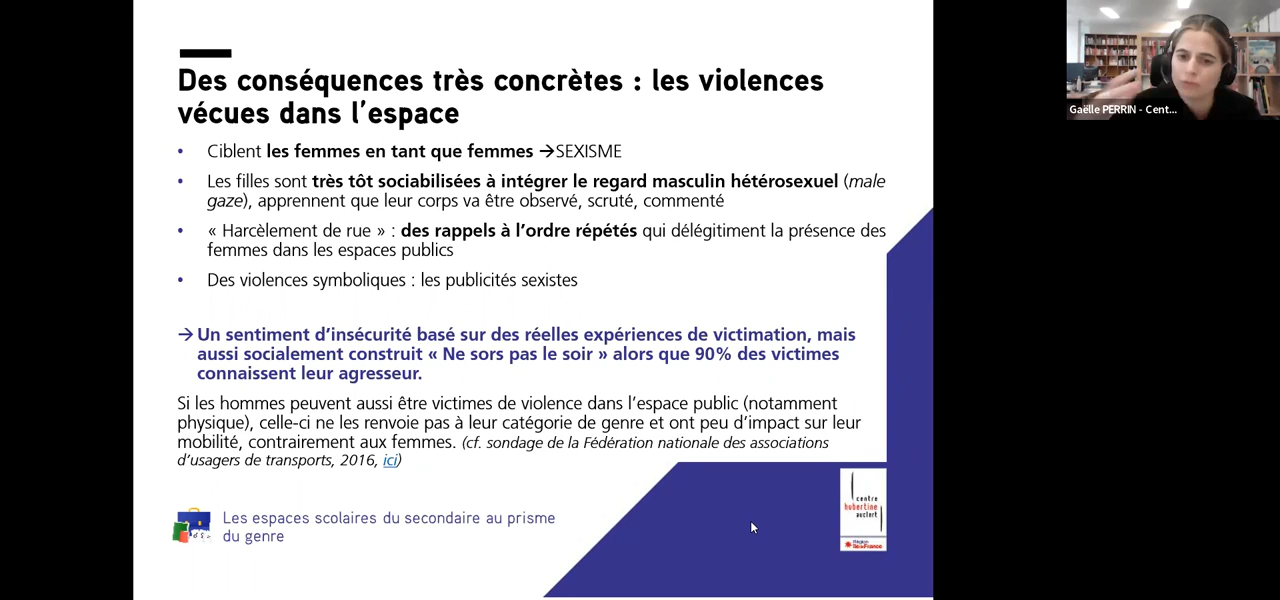 Des conséquences très concrètes : les violences
vécues dans l'espace
• Ciblent les femmes en tant que femmes →SEXISME
• Les filles sont très tôt sociabilisées à intégrer le regard masculin hétérosexuel (male
gaze), apprennent que leur corps va être observé, scruté, commenté
• « Harcèlement de rue » : des rappels à l'ordre répétés qui délégitiment la présence des
femmes dans les espaces publics
• Des violences symboliques : les publicités sexistes
→ Un sentiment d'insécurité basé sur des réelles expériences de victimation, mais
aussi socialement construit « Ne sors pas le soir » alors que 90% des victimes
connaissent leur agresseur.
Si les hommes peuvent aussi être victimes de violence dans l'espace public (notamment
physique), celle-ci ne les renvoie pas à leur catégorie de genre et ont peu d'impact sur leur
mobilité, contrairement aux femmes. (cf. sondage de la Fédération nationale des associations
d'usagers de transports, 2016, ici)
Les espaces scolaires du secondaire au prisme
du genre
centre
hubertine
auclert
île de France
Gaëlle PERRIN - Cent...